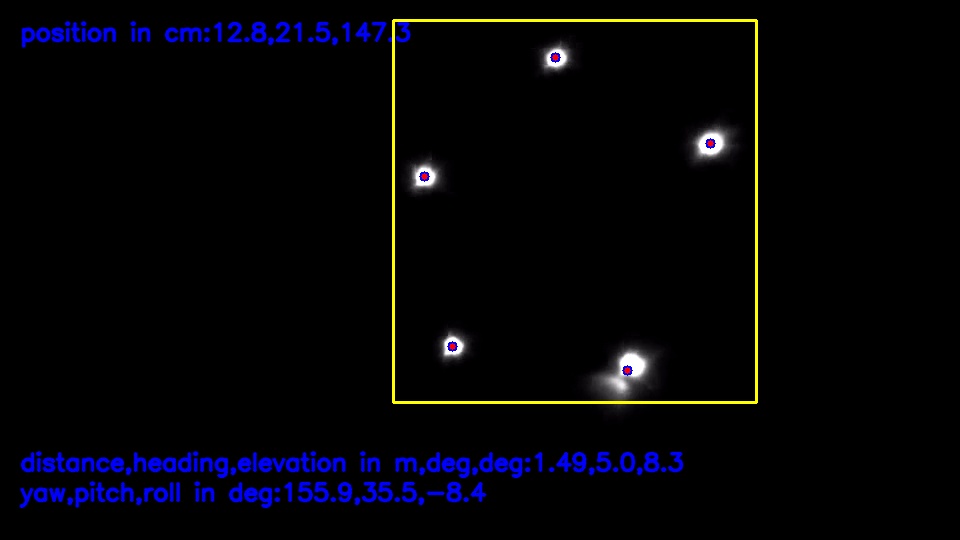 position in cm:12.8,21.5,147.3
distance,heading,elevation in m,deg,deg:1.49,5.0,8.3
yaw,pitch,roll in deg:155.9,35.5,-8.4